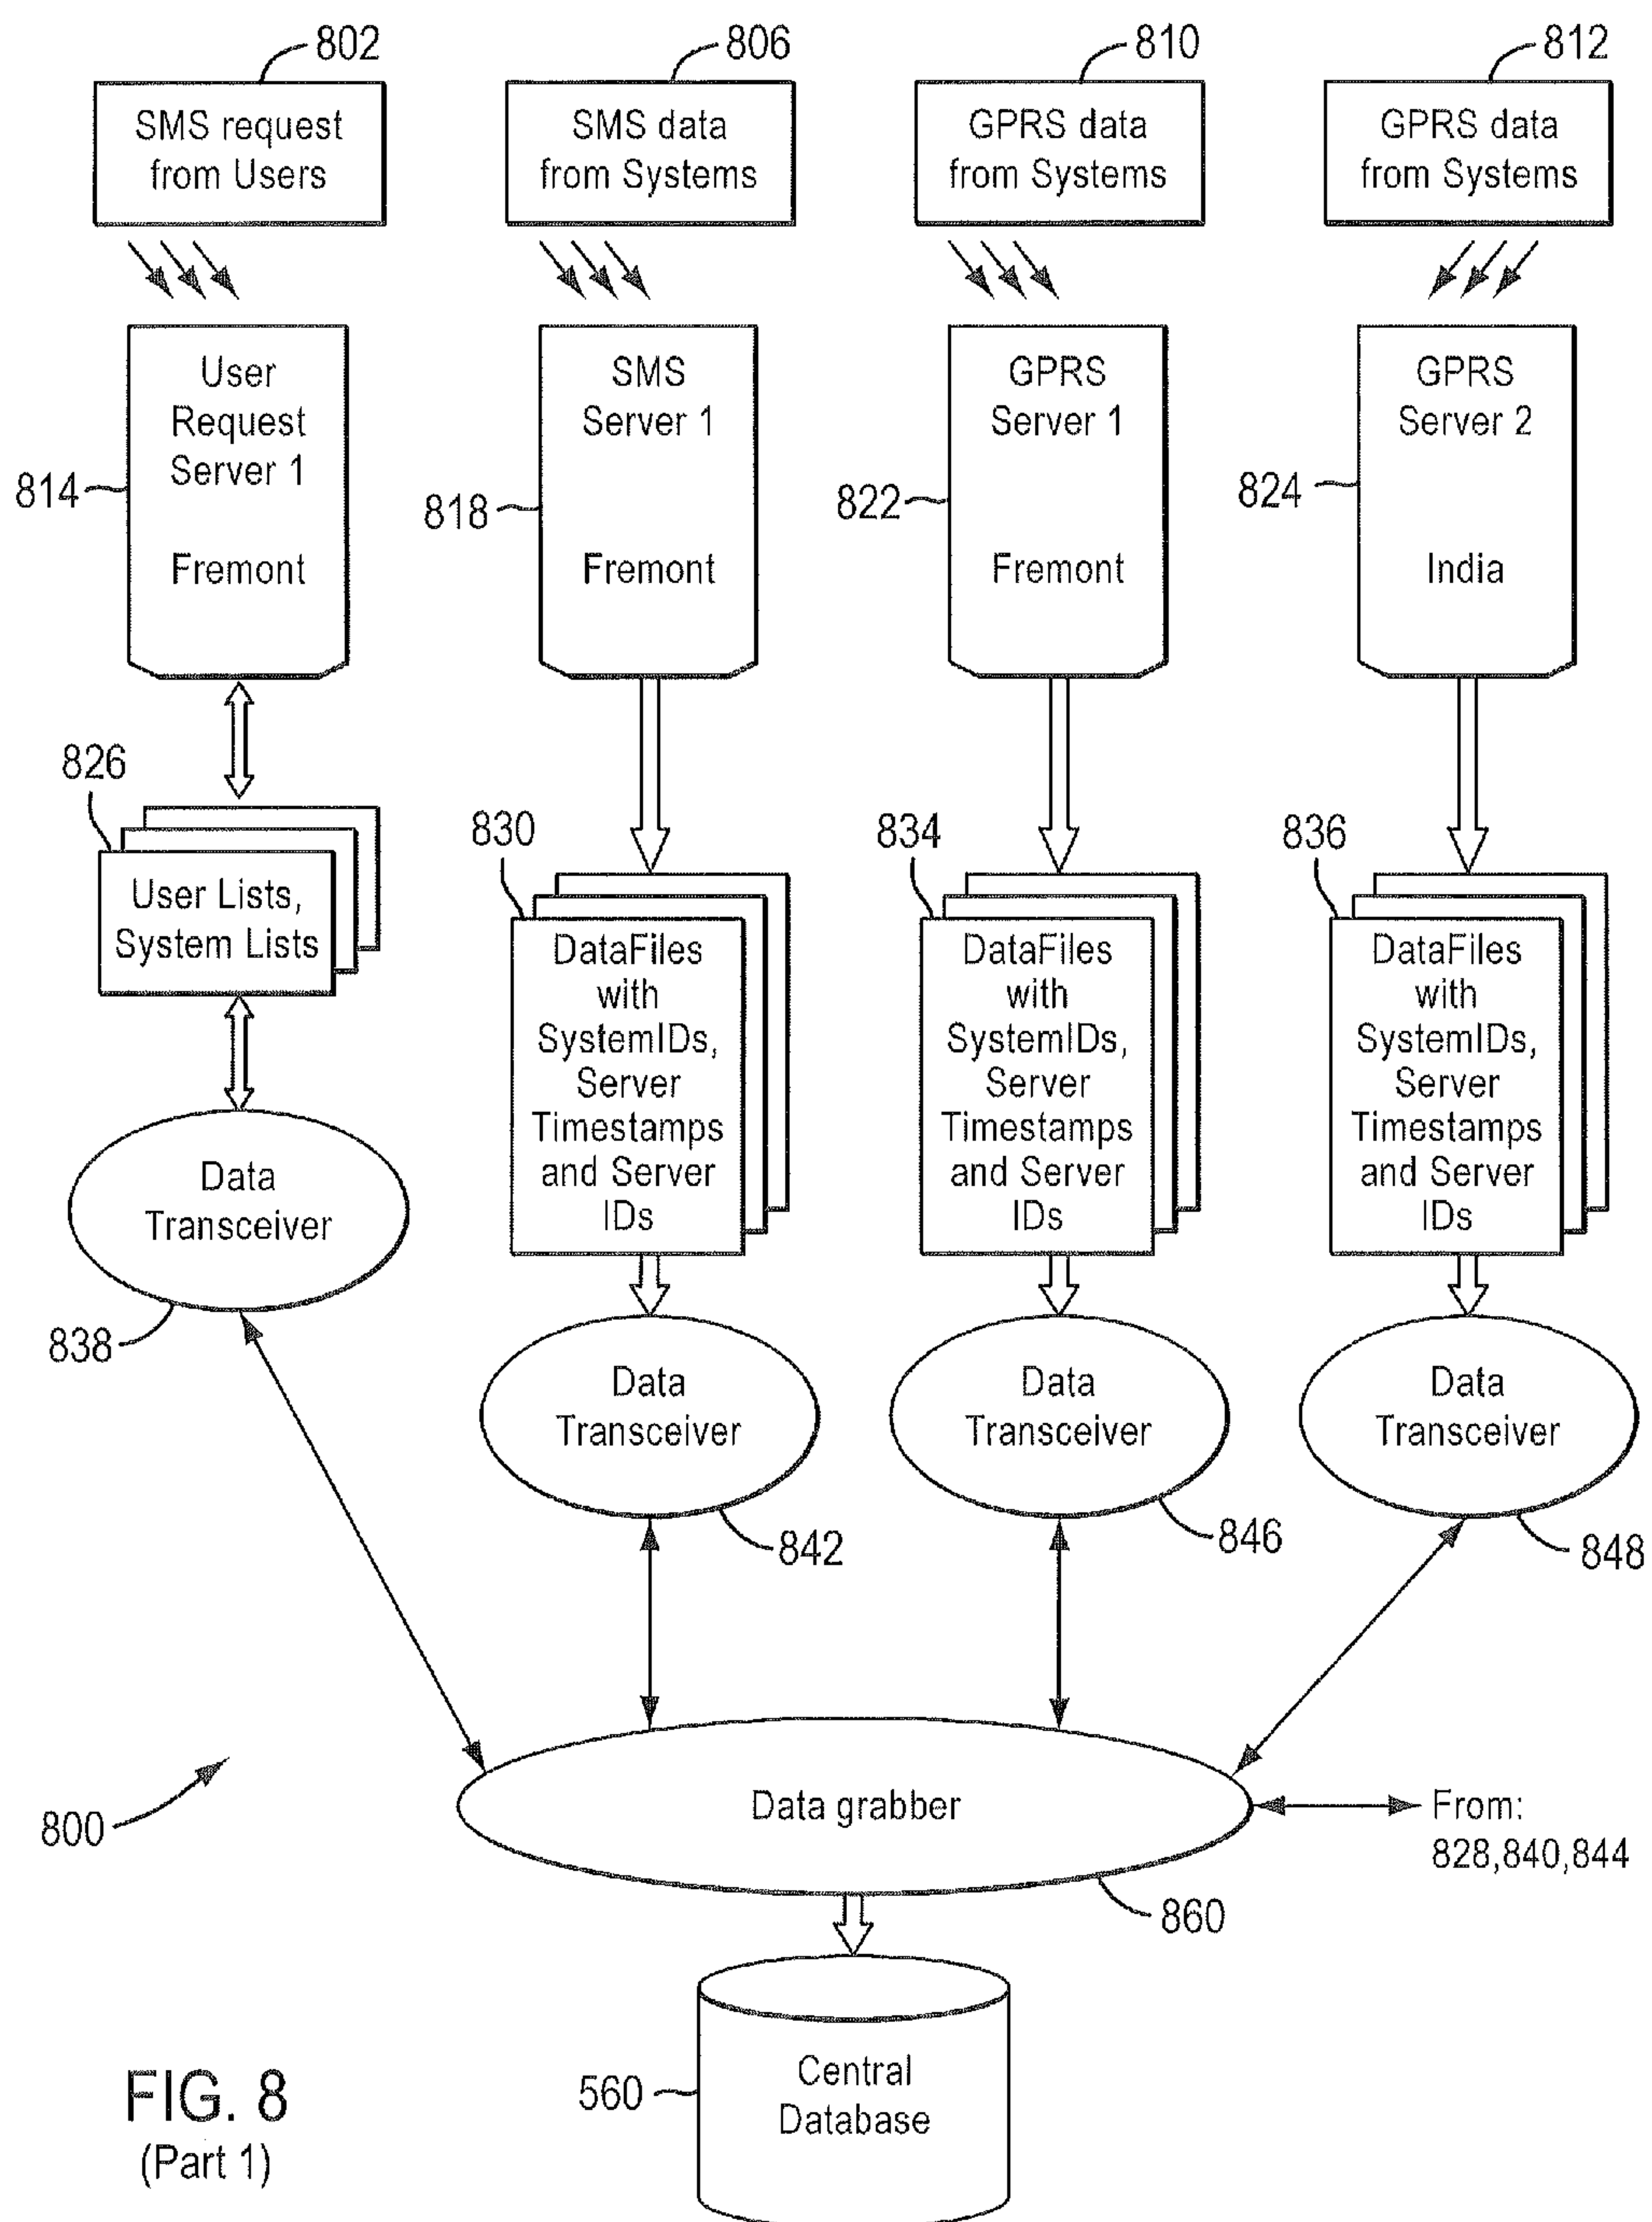 802
806
810
812
SMS request
from Users
SMS data
from Systems
GPRS data
from Systems
GPRS data
from Systems
User
Request
Server 1
Fremont
814
SMS
Server 1
Fremont
818
GPRS
Server 1
Fremont
822
GPRS
Server 2
India
824
826
User Lists,
System Lists
830
DataFiles
with
SystemIDs,
Server
Timestamps
and Server
IDs
834
DataFiles
with
SystemIDs,
Server
Timestamps
and Server
IDs
836
DataFiles
with
SystemIDs,
Server
Timestamps
and Server
IDs
Data
Transceiver
838
Data
Transceiver
842
Data
Transceiver
846
Data
Transceiver
848
800
Data grabber
From:
828,840,844
860
560
Central
Database
FIG. 8
(Part 1)